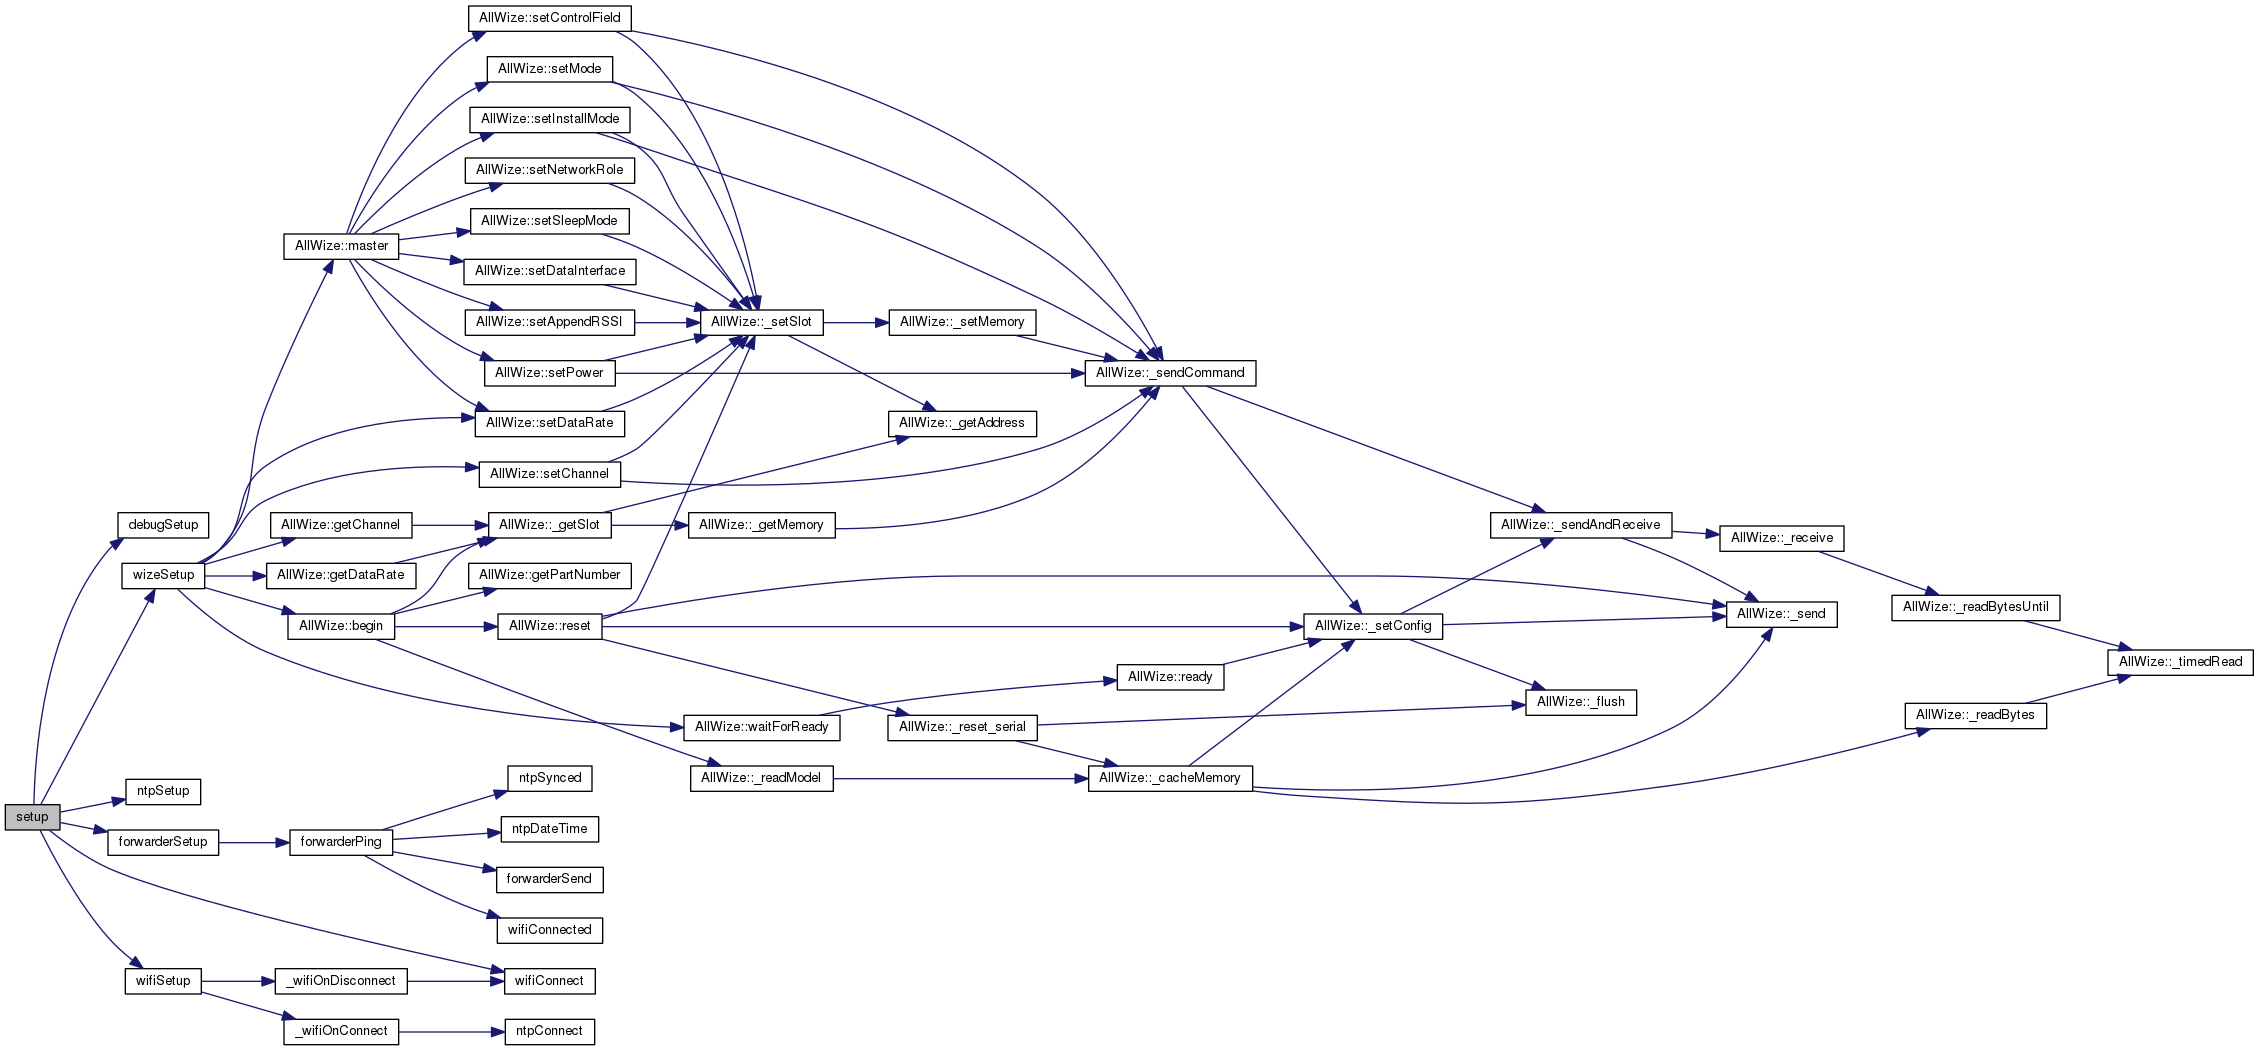 AllWize::setControlField
AllWize::setMode
AllWize::setInstallMode
AllWize::setNetworkRole
AllWize::setSleepMode
AllWize::master
AllWize::setDataInterface
AllWize::setAppendRSSI
AllWize::_setSlot
AllWize::_setMemory
AllWize::setPower
AllWize::_sendCommand
AllWize::setDataRate
AllWize::_getAddress
AllWize::setChannel
debugSetup
AllWize::getChannel
AllWize::_getSlot
AllWize::_getMemory
AllWize::_sendAndReceive
AllWize::_receive
wizeSetup
AllWize::getDataRate
AllWize::getPartNumber
AllWize::_readBytesUntil
AllWize::begin
AllWize::reset
AllWize::_setConfig
AllWize::_send
AllWize::_timedRead
AllWize::ready
AllWize::_flush
AllWize::waitForReady
AllWize::_reset_serial
AllWize::_readBytes
AllWize::_readModel
AllWize::_cacheMemory
ntpSynced
ntpSetup
setup
ntpDateTime
forwarderSetup
forwarderPing
forwarderSend
wifiConnected
wifiSetup
_wifiOnDisconnect
wifiConnect
_wifiOnConnect
ntpConnect